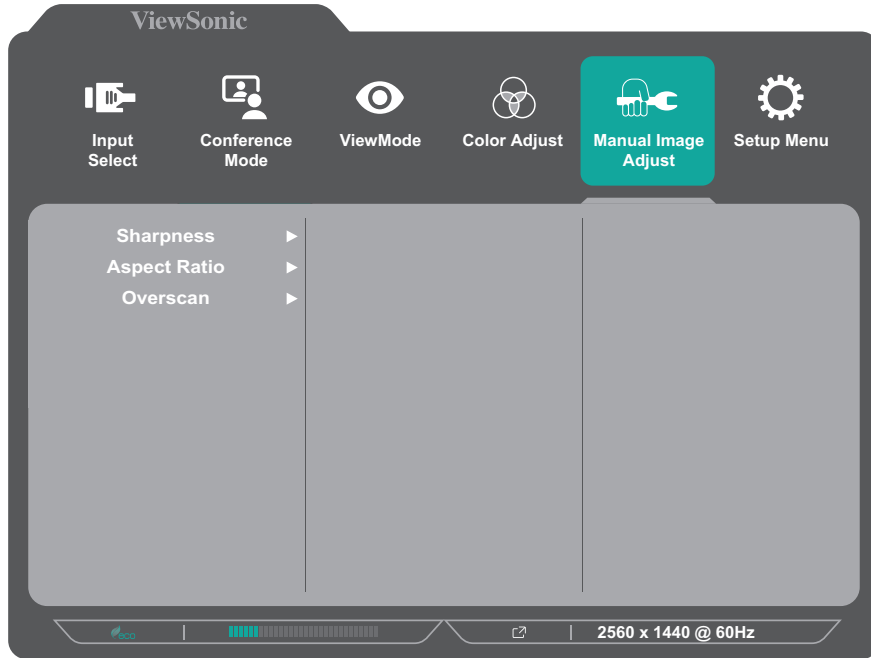 ViewSonic
Input
Select
Conference
Mode
ViewMode
Color Adjust
Manual Image
Adjust
Setup Menu
Sharpness
Aspect Ratio
Overscan
eco
2560 x 1440 @ 60Hz